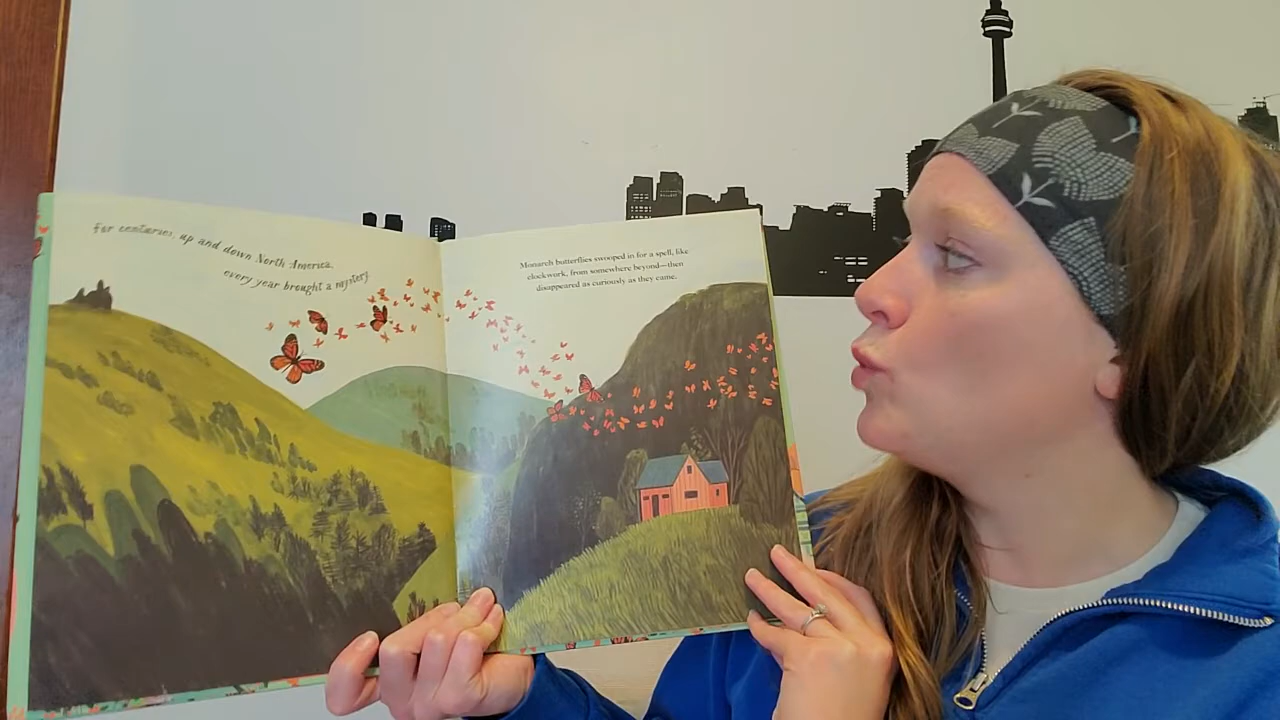 For centuries, up and down North America,
every year brought a mystery.
Monarch butterflies swooped in for a spell, like
clockwork, from somewhere beyond—then
disappeared as curiously as they came.